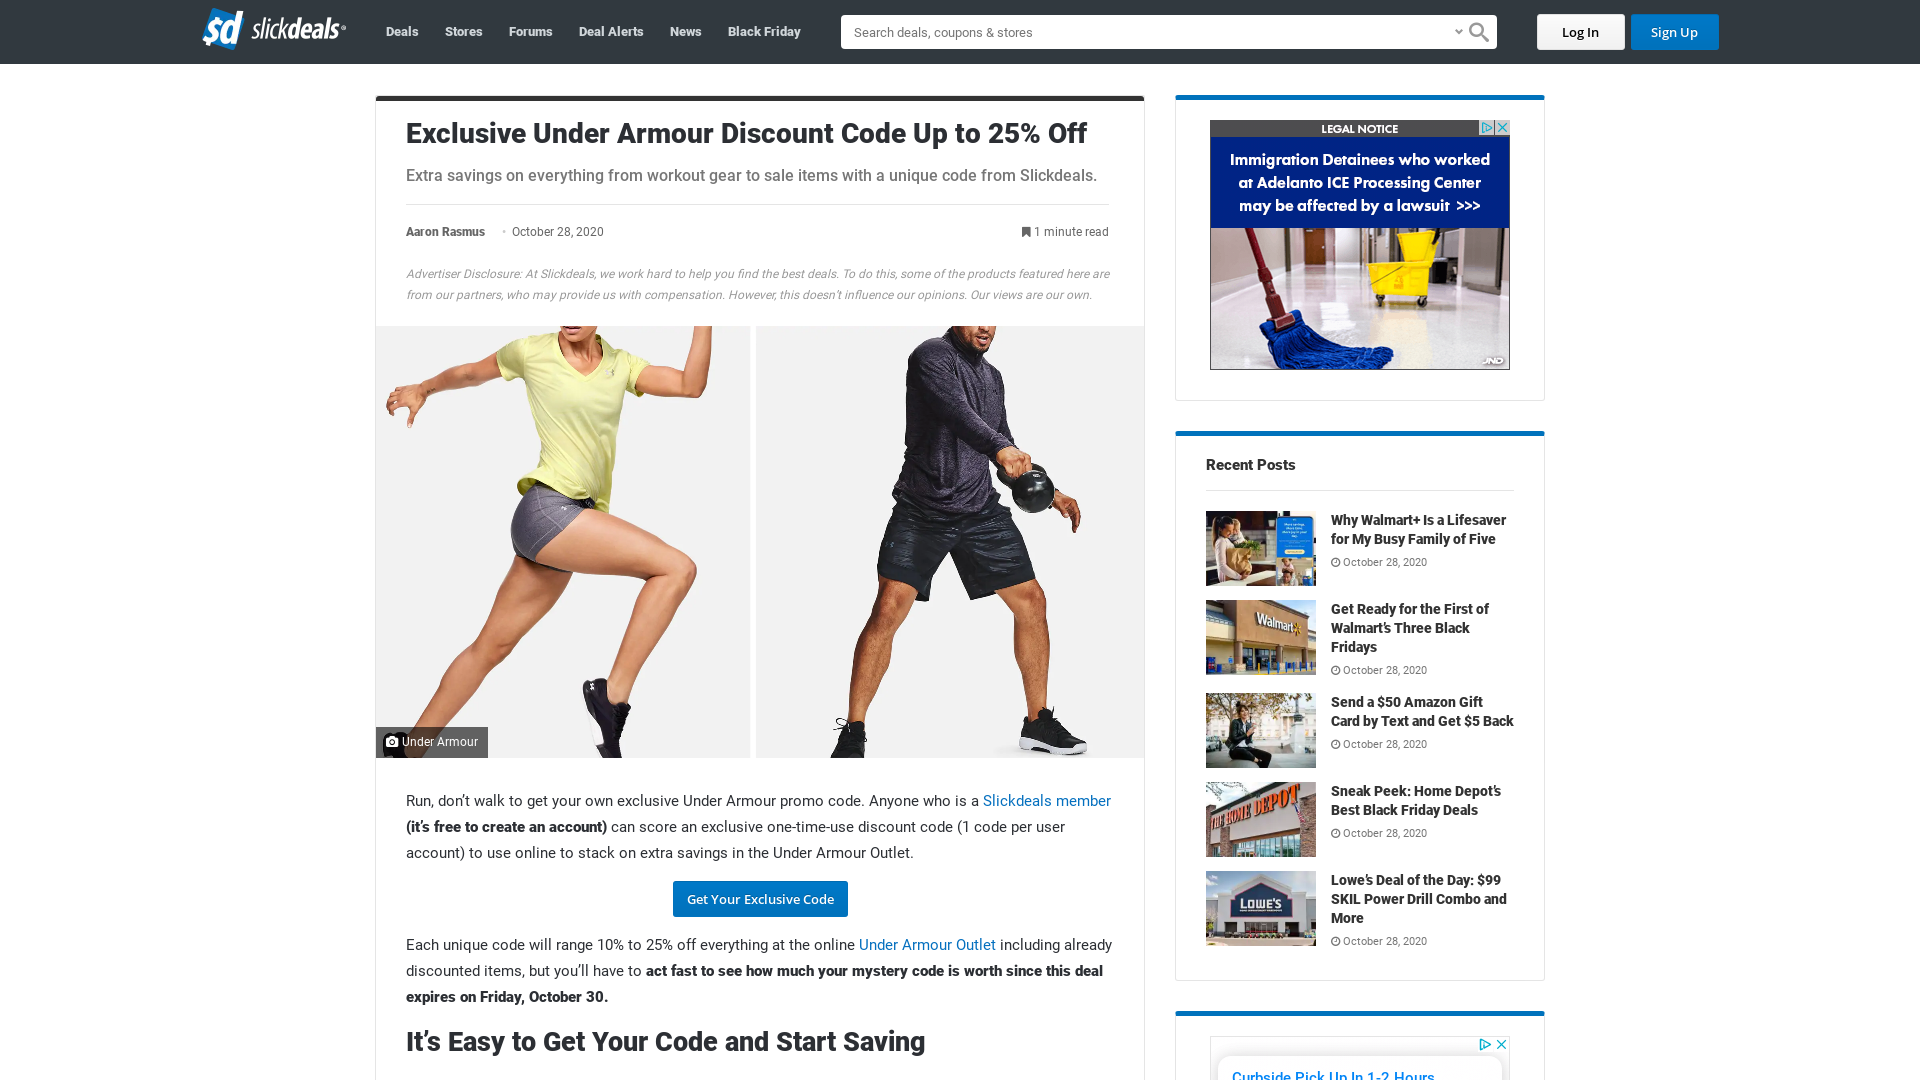 sd slickdeals
Deals
Stores
Forums
Deal Alerts
News
Black Friday
Search deals, coupons & stores
Log In
Sign Up
Exclusive Under Armour Discount Code Up to 25% Off
Extra savings on everything from workout gear to sale items with a unique code from Slickdeals.
Aaron Rasmus • October 28, 2020
1 minute read
Advertiser Disclosure: At Slickdeals, we work hard to help you find the best deals. To do this, some of the products featured here are
from our partners, who may provide us with compensation. However, this doesn’t influence our opinions. Our views are our own.
Under Armour
Run, don’t walk to get your own exclusive Under Armour promo code. Anyone who is a Slickdeals member
(it’s free to create an account) can score an exclusive one-time-use discount code (1 code per user
account) to use online to stack on extra savings in the Under Armour Outlet.
Get Your Exclusive Code
Each unique code will range 10% to 25% off everything at the online Under Armour Outlet including already
discounted items, but you’ll have to act fast to see how much your mystery code is worth since this deal
expires on Friday, October 30.
It’s Easy to Get Your Code and Start Saving
LEGAL NOTICE
Immigration Detainees who worked
at Adelanto ICE Processing Center
may be affected by a lawsuit >>>
JND
Recent Posts
Why Walmart+ Is a Lifesaver
for My Busy Family of Five
October 28, 2020
Walmart
Get Ready for the First of
Walmart’s Three Black
Fridays
October 28, 2020
Send a $50 Amazon Gift
Card by Text and Get $5 Back
October 28, 2020
THE HOME DEPOT
Sneak Peek: Home Depot’s
Best Black Friday Deals
October 28, 2020
LOWE'S
Lowe’s Deal of the Day: $99
SKIL Power Drill Combo and
More
October 28, 2020
Curbside Pick Up In 1-2 Hours